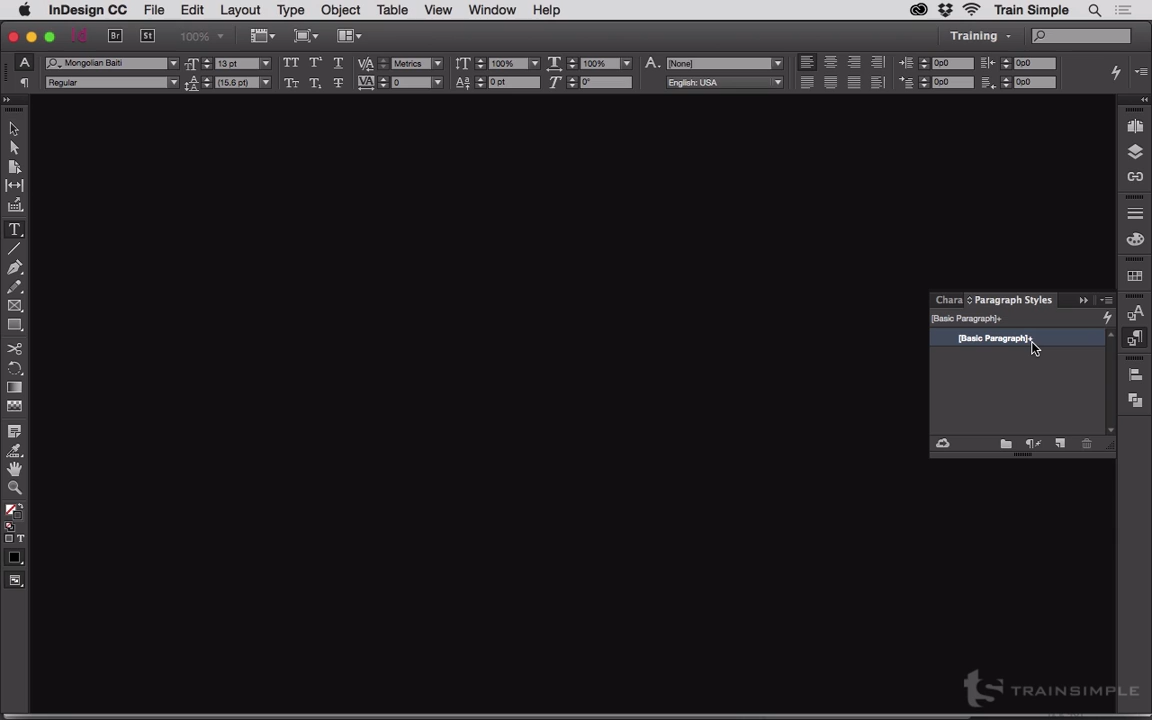 InDesign CC File Edit Layout Type Object Table View Window Help Train Simple
Id Br St 100% Training
A Mongolian Baiti 13 pt Metrics 100% 100% A. [None] 0p0 0p0
Regular (15.6 pt) 0 0 pt 0° English: USA 0p0 0p0
Chara Paragraph Styles
[Basic Paragraph]+
[Basic Paragraph]+
ts TRAINSIMPLE